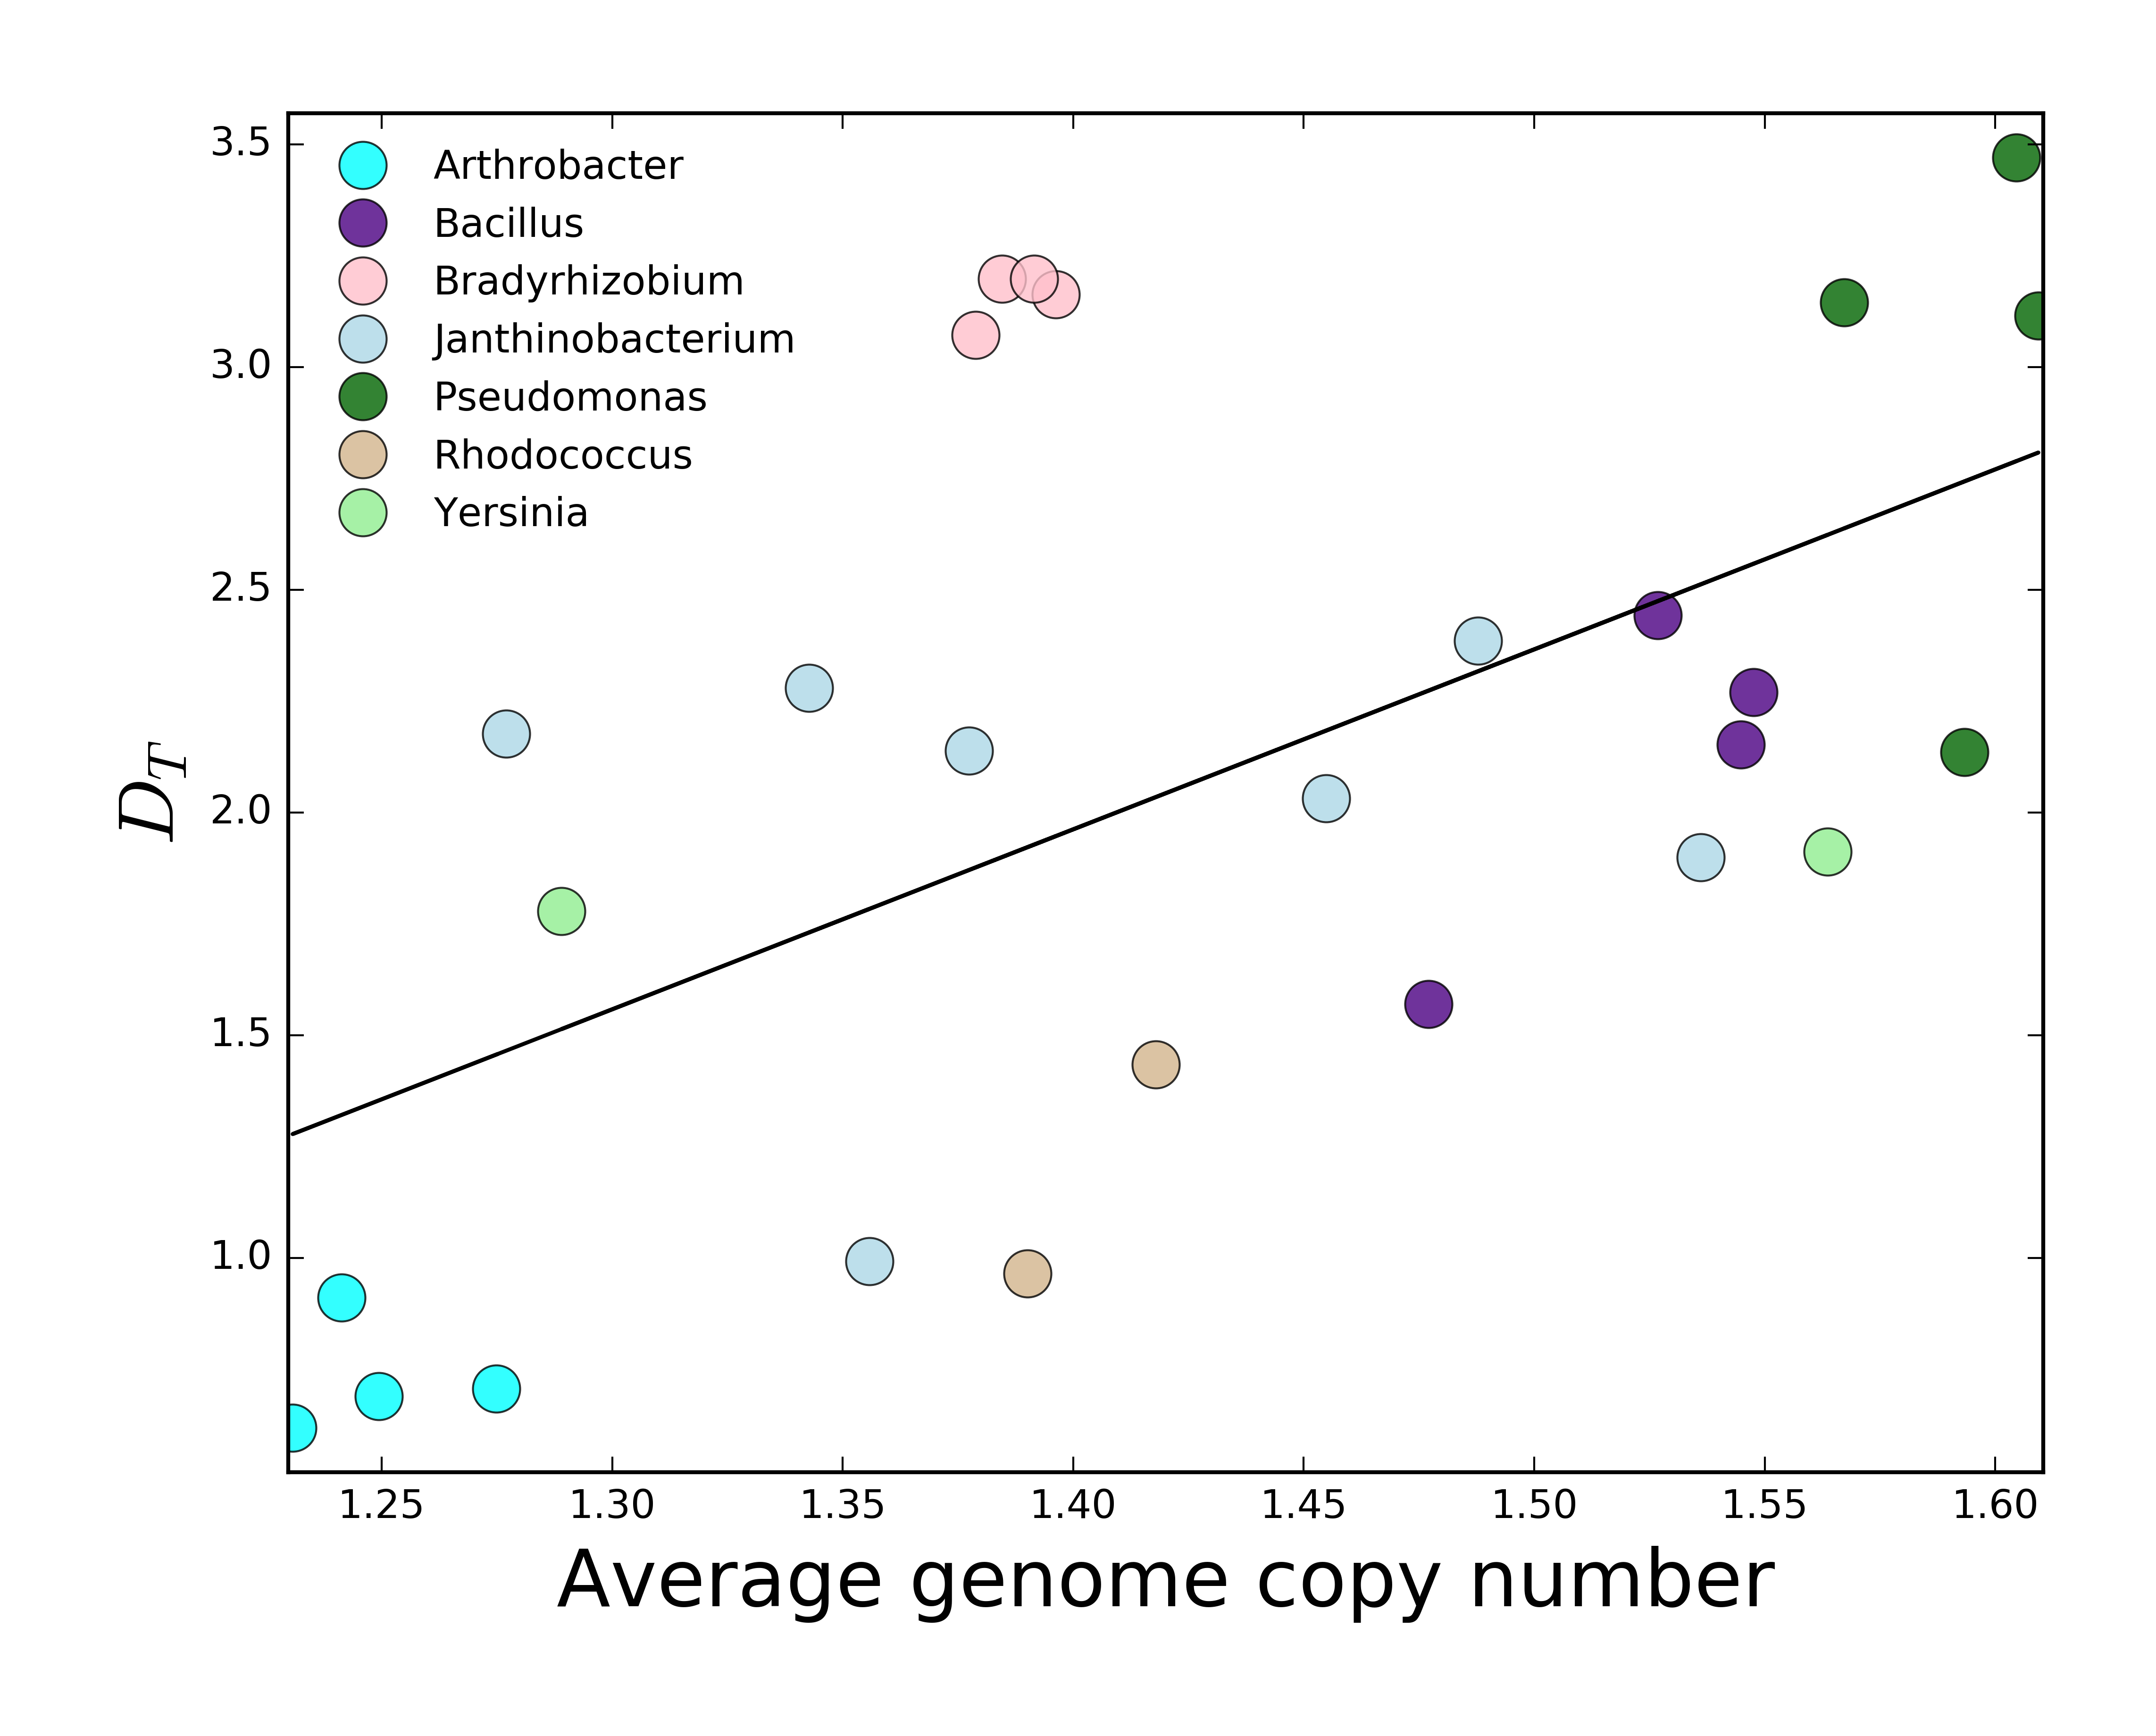 3.5
3.0
2.5
2.0
1.5
1.0
D_T
Arthrobacter
Bacillus
Bradyrhizobium
Janthinobacterium
Pseudomonas
Rhodococcus
Yersinia
1.25 1.30 1.35 1.40 1.45 1.50 1.55 1.60
Average genome copy number